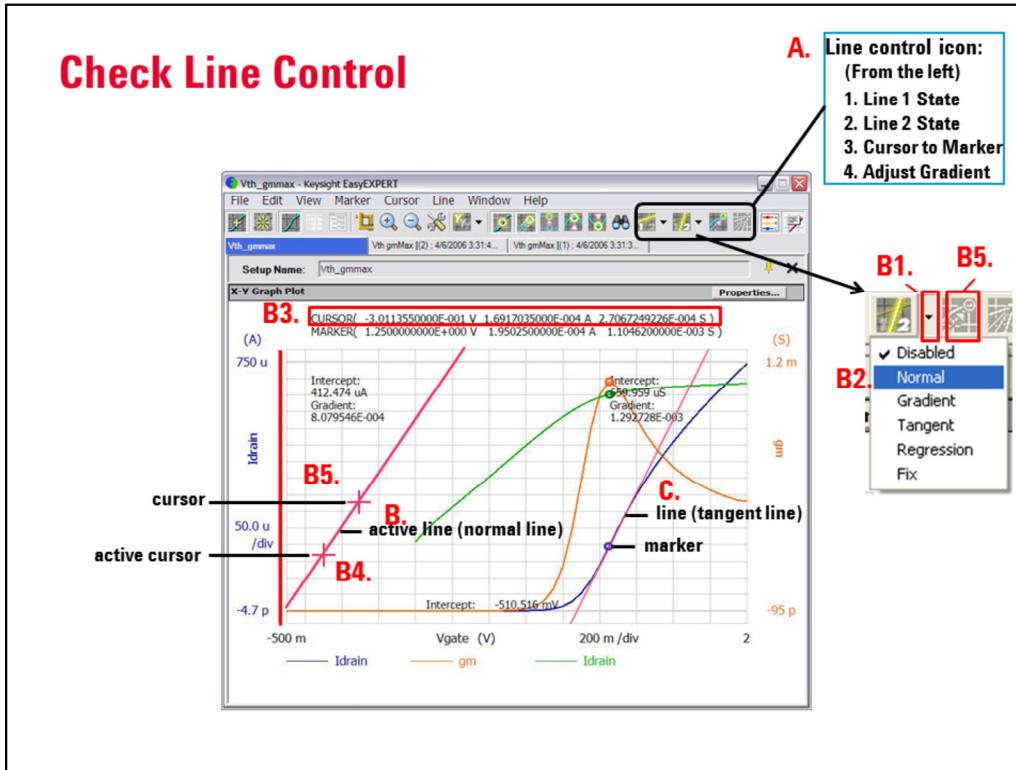 Check Line Control
A. Line control icon:
(From the left)
1. Line 1 State
2. Line 2 State
3. Cursor to Marker
4. Adjust Gradient
Vth_gmmax - Keysight EasyEXPERT
File Edit View Marker Cursor Line Window Help
Vth_gmmax
Vth gmMax [(2) ; 4/6/2006 3:31:4...
Vth gmMax [(1) ; 4/6/2006 3:31:3...
Setup Name: Vth_gmmax
X-Y Graph Plot
Properties...
B3.
CURSOR( -3.0113550000E-001 V 1.6917035000E-004 A 2.7067249226E-004 S )
MARKER( 1.2500000000E+000 V 1.9502500000E-004 A 1.1046200000E-003 S )
(A)
(S)
750 u
1.2 m
Intercept:
412.474 uA
Gradient:
8.079546E-004
Intercept:
59.959 uS
Gradient:
1.292728E-003
Idrain
gm
B5.
cursor
B.
active line (normal line)
C.
line (tangent line)
50.0 u
/div
active cursor
B4.
marker
-4.7 p
Intercept: -510.516 mV
-95 p
-500 m
Vgate (V)
200 m /div
2
Idrain
gm
Idrain
B1.
B5.
2
B2.
Disabled
Normal
Gradient
Tangent
Regression
Fix